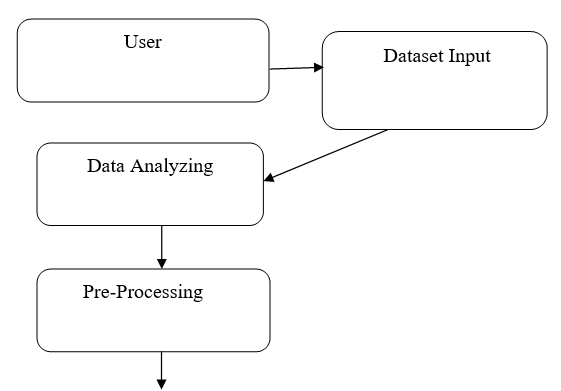 User
Dataset Input
Data Analyzing
Pre-Processing